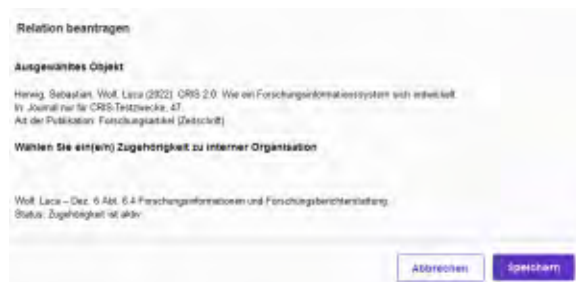 Relation beantragen
Ausgewähltes Objekt
Herwig, Sebastian, Wolf, Luca (2022). CRIS 2.0: Wie ein Forschungsinformationssystem sich entwickelt.
In: Journal nur für CRIS-Testzwecke, 47.
Art der Publikation: Forschungsartikel (Zeitschrift)
Wählen Sie ein(e/n) Zugehörigkeit zu interner Organisation
Wolf, Luca – Dez. 6 Abt. 6.4 Forschungsinformationen und Forschungsberichterstattung
Status: Zugehörigkeit ist aktiv
Abbrechen
Speichern